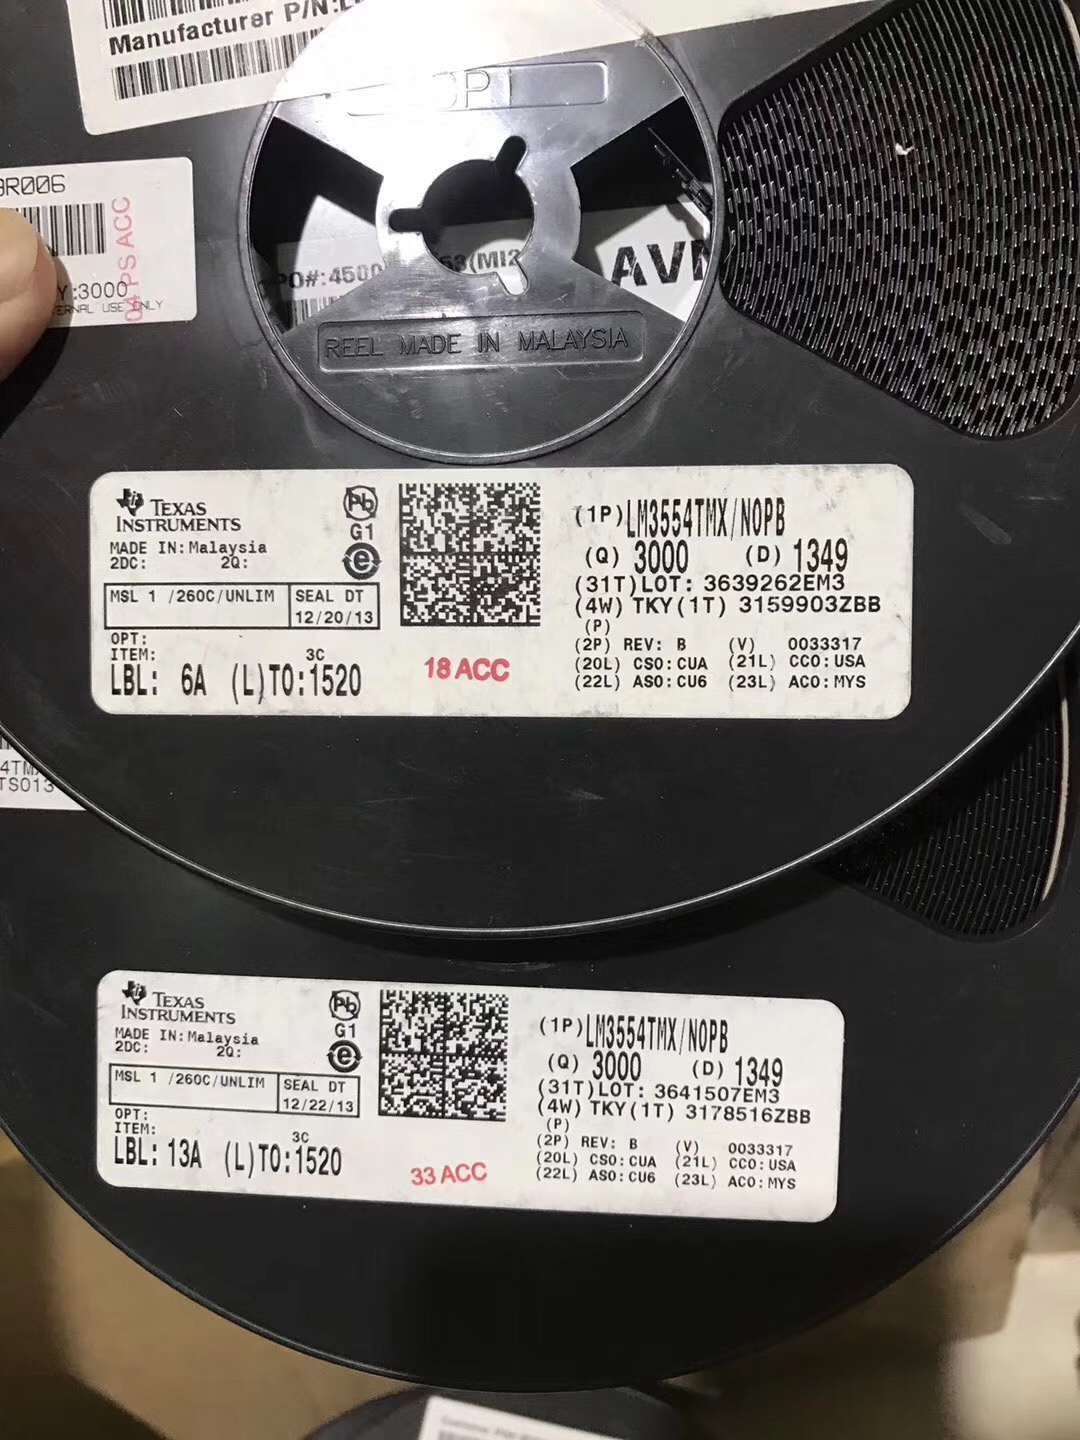 Manufacturer P/N:L
R006
04 PS ACC
Y:3000
ERNAL USE ONLY
PO#:4500
53(MI2
AV
REEL MADE IN MALAYSIA
TEXAS
INSTRUMENTS
MADE IN: Malaysia
2DC: 2Q:
MSL 1 /260C/UNLIM
SEAL DT
12/20/13
OPT:
ITEM:
3C
LBL: 6A (L)TO:1520
Pb
G1
e
18 ACC
(1P)LM3554TMX/NOPB
(Q) 3000 (D) 1349
(31T)LOT: 3639262EM3
(4W) TKY(1T) 3159903ZBB
(P)
(2P) REV: B (V) 0033317
(20L) CSO:CUA (21L) CCO:USA
(22L) ASO:CU6 (23L) ACO:MYS
4TM
TS013
TEXAS
INSTRUMENTS
MADE IN:Malaysia
2DC: 2Q:
MSL 1 /260C/UNLIM
SEAL DT
12/22/13
OPT:
ITEM:
3C
LBL: 13A (L)TO:1520
Pb
G1
e
33 ACC
(1P)LM3554TMX/NOPB
(Q) 3000 (D) 1349
(31T)LOT: 3641507EM3
(4W) TKY(1T) 3178516ZBB
(P)
(2P) REV: B (V) 0033317
(20L) CSO:CUA (21L) CCO:USA
(22L) ASO:CU6 (23L) ACO:MYS